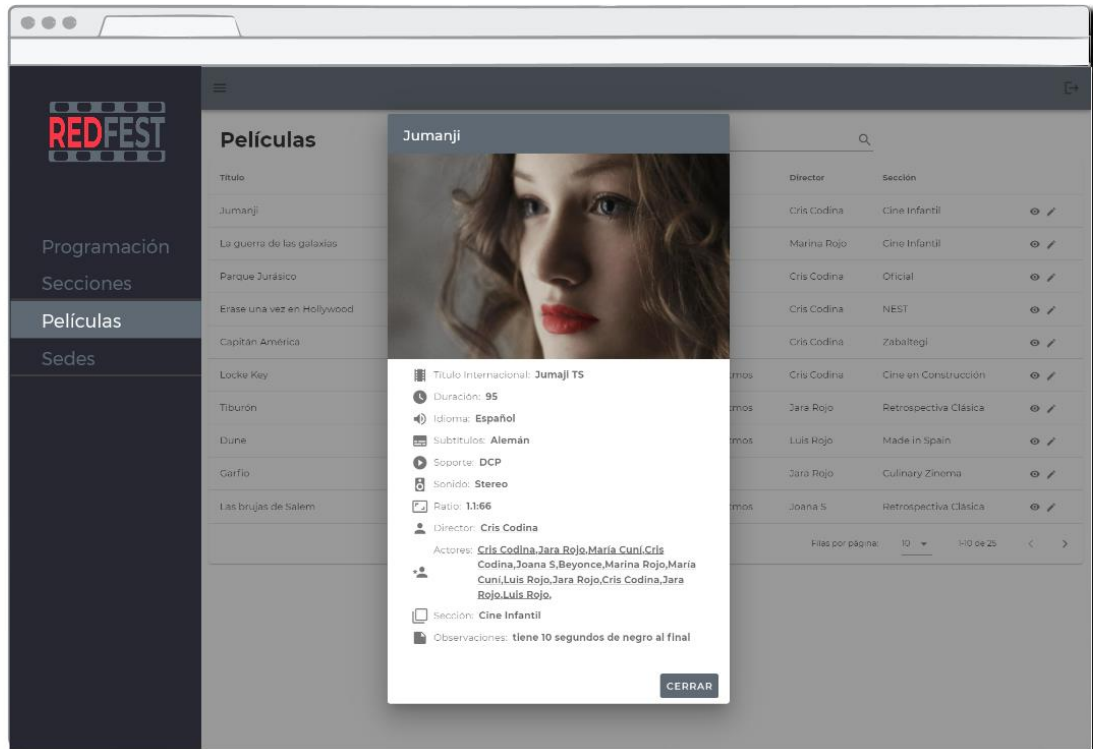 REDFEST
Programación
Secciones
Películas
Sedes
Películas
Título Director Sección
Jumanji Cris Codina Cine Infantil
La guerra de las galaxias Marina Rojo Cine Infantil
Parque Jurásico Cris Codina Oficial
Erase una vez en Hollywood Cris Codina NEST
Capitán América Cris Codina Zabaltegi
Locke Key tmos Cris Codina Cine en Construcción
Tiburón tmos Jara Rojo Retrospectiva Clásica
Dune tmos Luis Rojo Made in Spain
Garfio Jara Rojo Culinary Zinema
Las brujas de Salem tmos Joana S Retrospectiva Clásica
Filas por página: 10 1-10 de 25
Jumanji
Título Internacional: Jumaji TS
Duración: 95
Idioma: Español
Subtítulos: Alemán
Soporte: DCP
Sonido: Stereo
Ratio: 1.1:66
Director: Cris Codina
Actores: Cris Codina,Jara Rojo,María Cuní,Cris
Codina,Joana S,Beyonce,Marina Rojo,María
Cuní,Luis Rojo,Jara Rojo,Cris Codina,Jara
Rojo,Luis Rojo,
Sección: Cine Infantil
Observaciones: tiene 10 segundos de negro al final
CERRAR